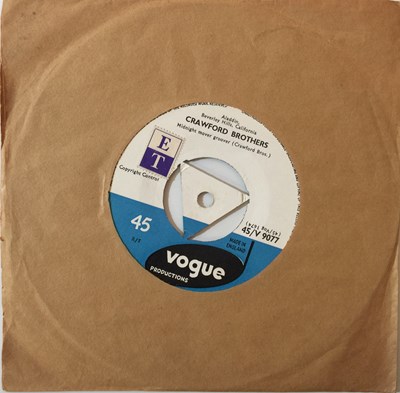 Aladdin,
Beverley Hills, California
CRAWFORD BROTHERS
Midnight mover groover (Crawford Bros.)
E
T
Copyright Control
45
R/T
MADE IN
ENGLAND
45/V 9077
vogue
PRODUCTIONS